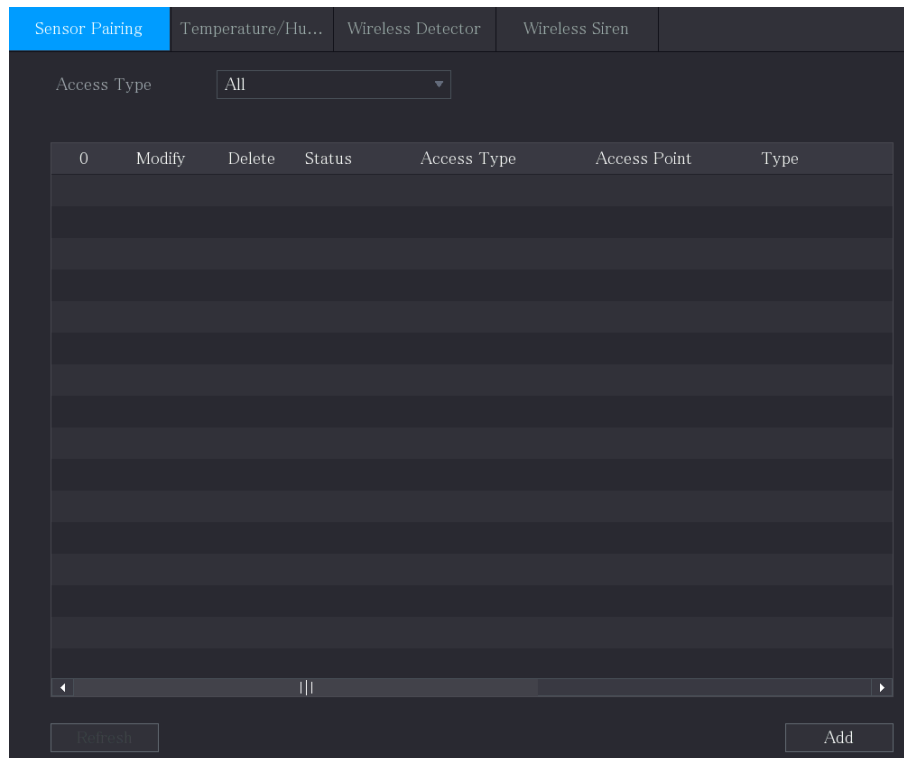 Sensor Pairing Temperature/Hu... Wireless Detector Wireless Siren
Access Type All
0 Modify Delete Status Access Type Access Point Type
Refresh Add